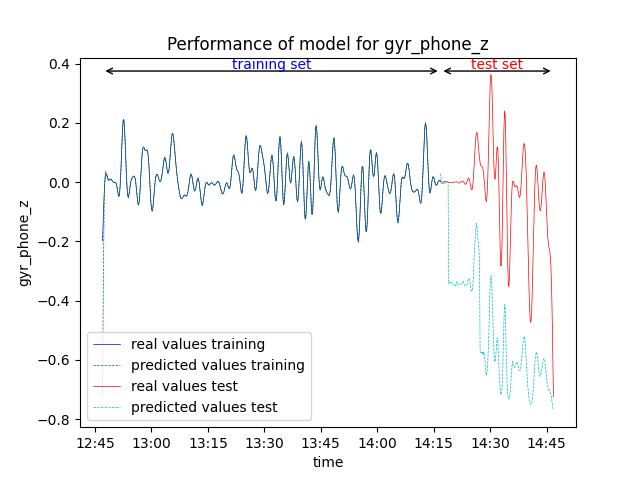 Performance of model for gyr_phone_z
training set
test set
0.4
0.2
0.0
−0.2
−0.4
−0.6
−0.8
gyr_phone_z
real values training
predicted values training
real values test
predicted values test
12:45 13:00 13:15 13:30 13:45 14:00 14:15 14:30 14:45
time